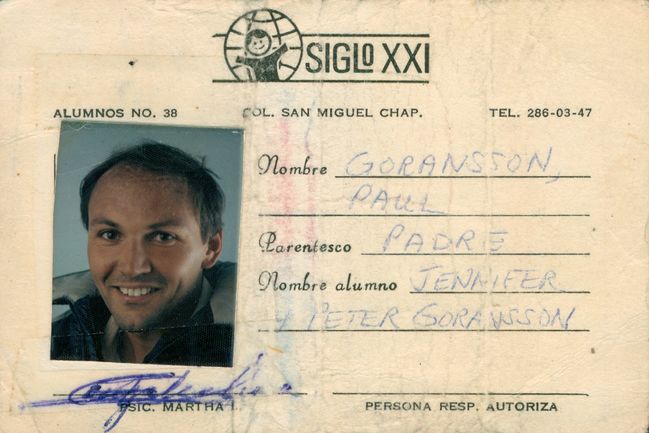 SIGLO XXI
ALUMNOS NO. 38 COL. SAN MIGUEL CHAP. TEL. 286-03-47
Nombre GORANSSON,
PAUL
Parentesco PADRE
Nombre alumno JENNIFER
Y PETER GORANSSON
PSIC. MARTHA PERSONA RESP. AUTORIZA